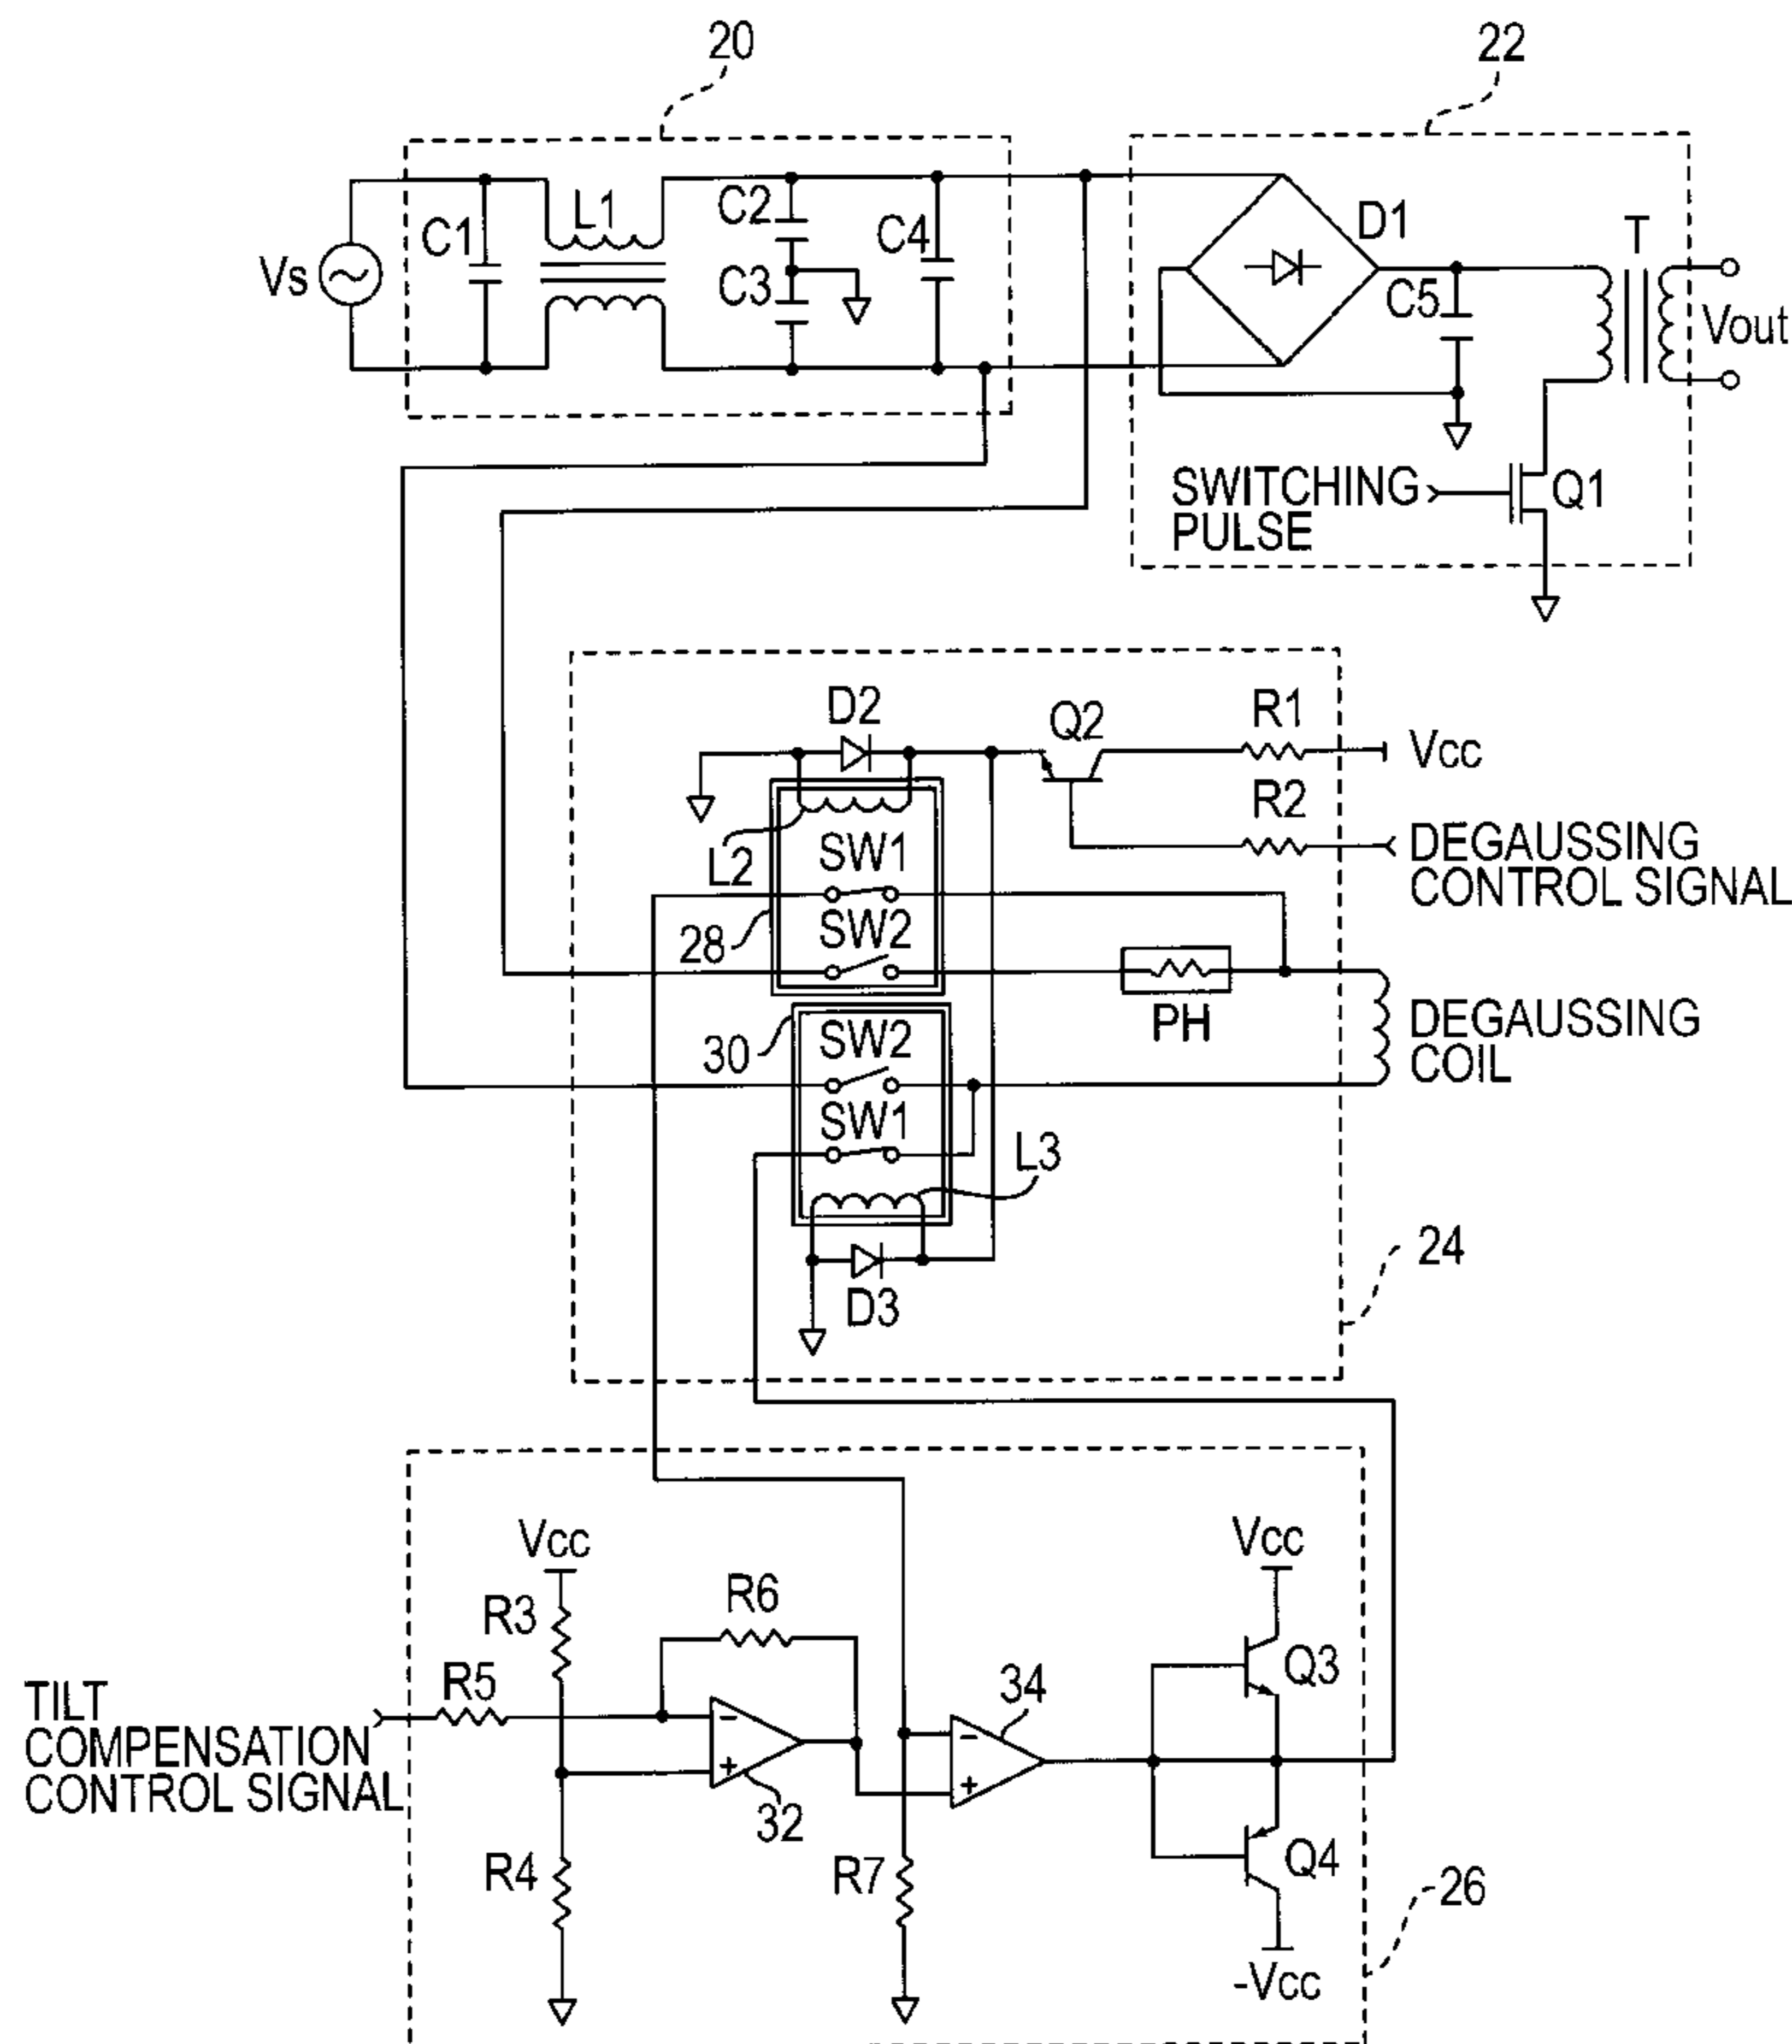 20
22
C1
L1
C2
C3
C4
Vs
D1
T
C5
Vout
SWITCHING
PULSE
Q1
D2
Q2
R1
Vcc
R2
L2
SW1
DEGAUSSING
CONTROL SIGNAL
28
SW2
PH
30
SW2
DEGAUSSING
COIL
SW1
L3
24
D3
Vcc
Vcc
R3
R6
R5
34
Q3
TILT
COMPENSATION
CONTROL SIGNAL
-
+
-
+
32
R4
R7
Q4
26
-Vcc